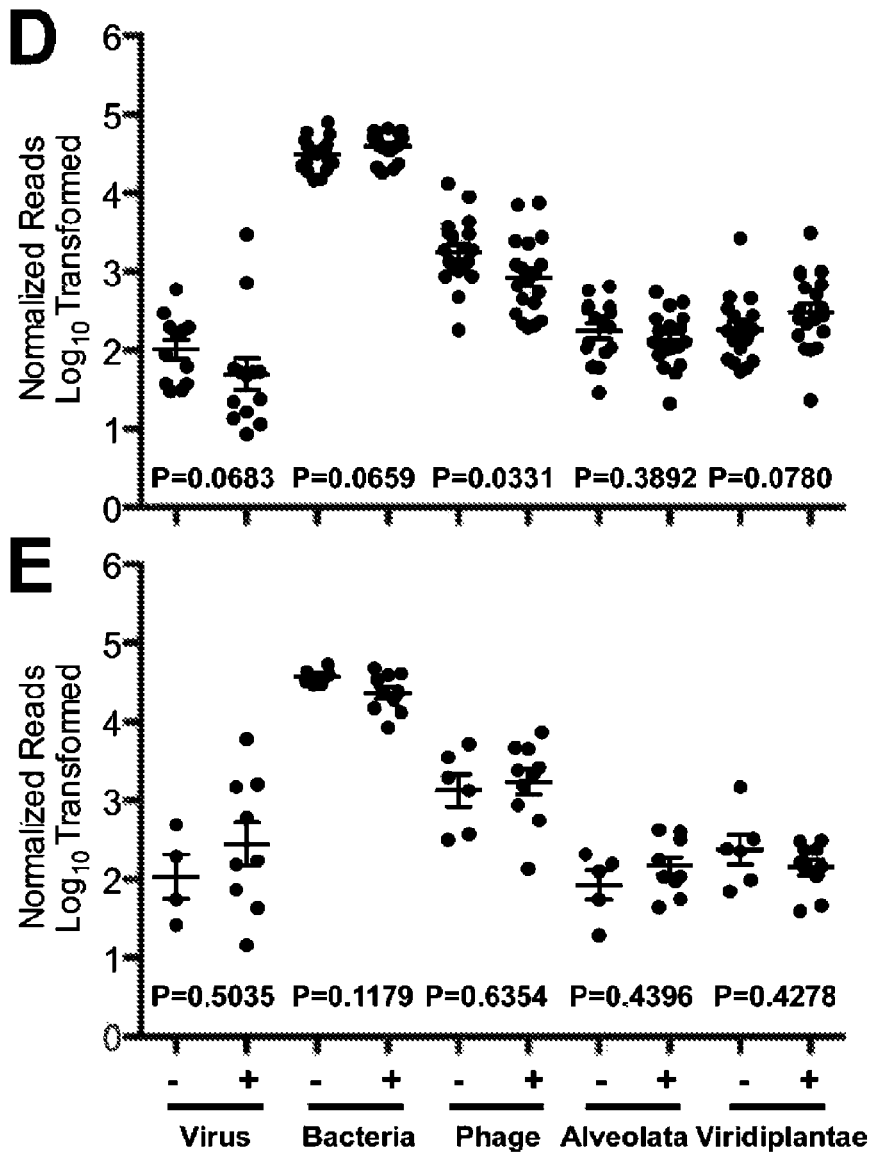 D
Normalized Reads
Log10 Transformed
6
5
4
3
2
1
0
P=0.0683 P=0.0659 P=0.0331 P=0.3892 P=0.0780
E
Normalized Reads
Log10 Transformed
6
5
4
3
2
1
0
P=0.5035 P=0.1179 P=0.6354 P=0.4396 P=0.4278
- + - + - + - + - +
Virus Bacteria Phage Alveolata Viridiplantae